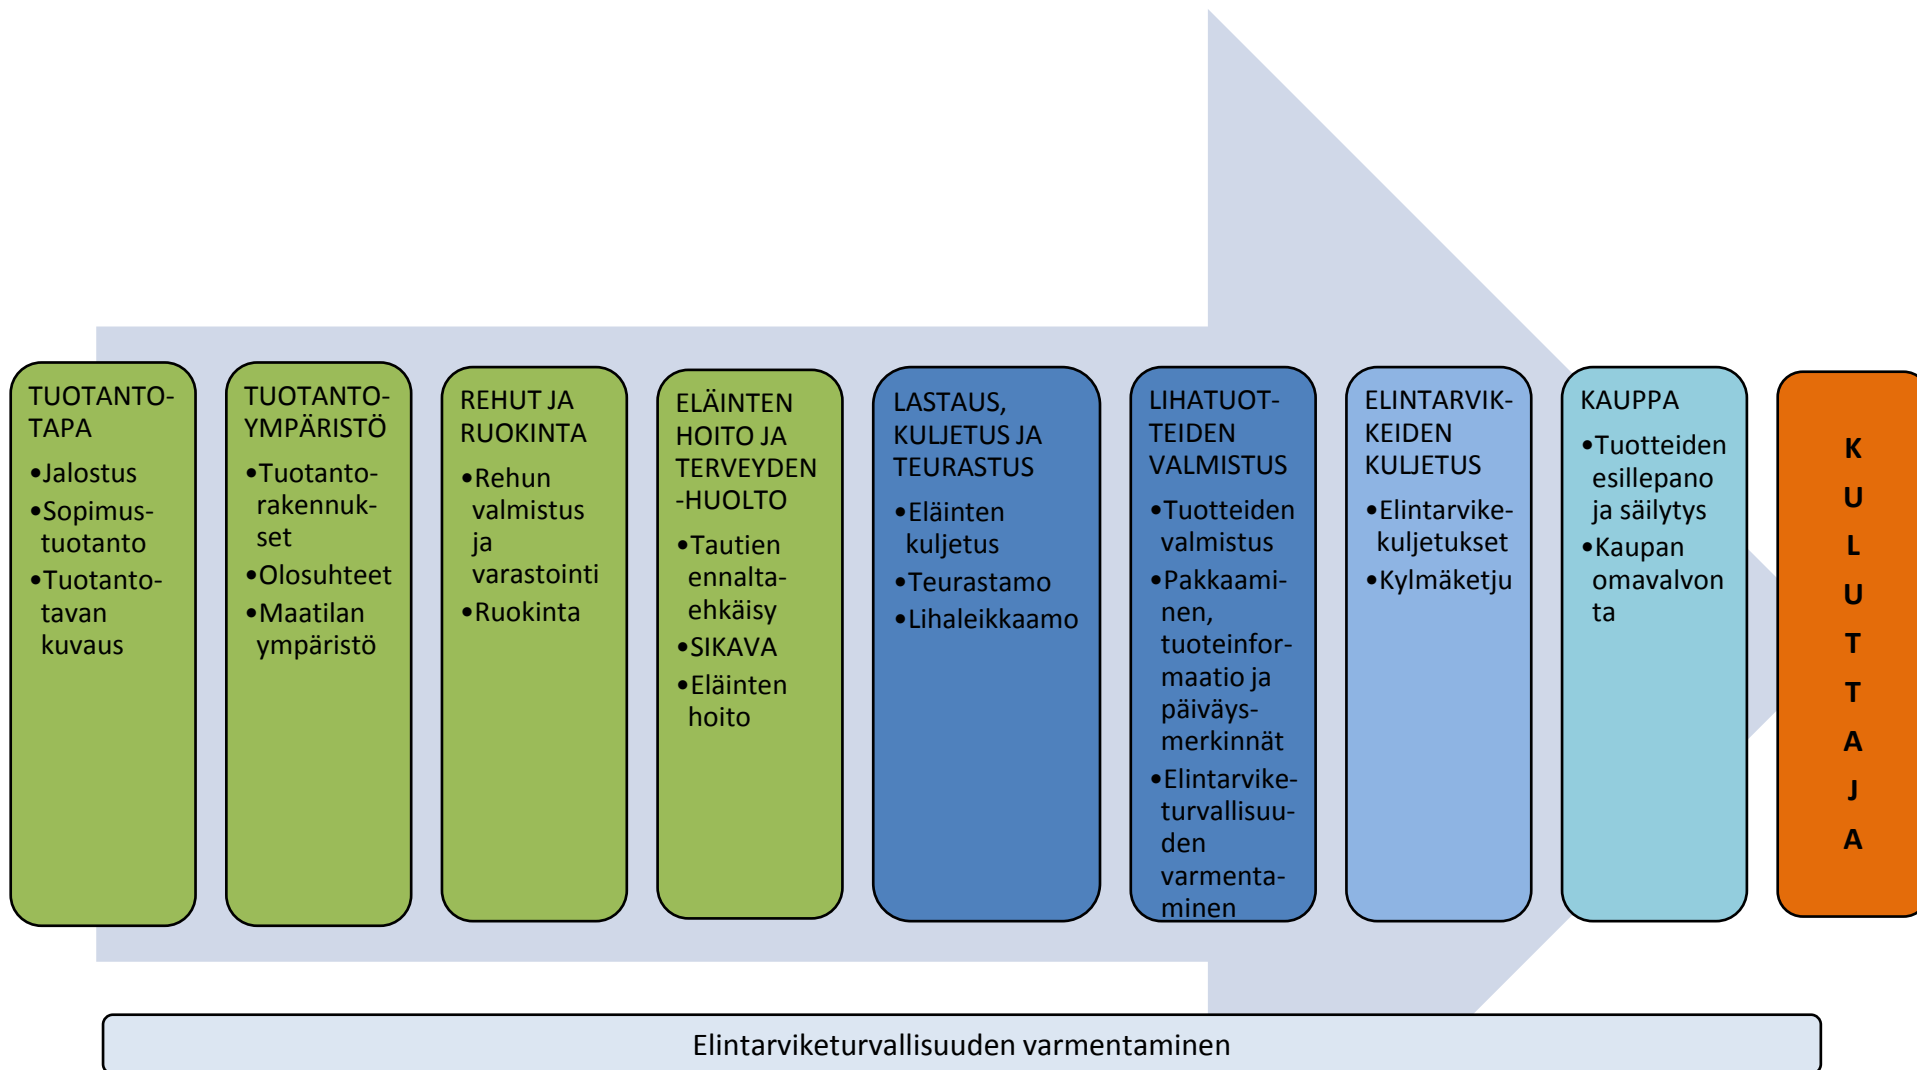 TUOTANTO-
TAPA
•Jalostus
•Sopimus-
tuotanto
•Tuotanto-
tavan
kuvaus
TUOTANTO-
YMPÄRISTÖ
•Tuotanto-
rakennuk-
set
•Olosuhteet
•Maatilan
ympäristö
REHUT JA
RUOKINTA
•Rehun
valmistus
ja
varastointi
•Ruokinta
ELÄINTEN
HOITO JA
TERVEYDEN
-HUOLTO
•Tautien
ennalta-
ehkäisy
•SIKAVA
•Eläinten
hoito
LASTAUS,
KULJETUS JA
TEURASTUS
•Eläinten
kuljetus
•Teurastamo
•Lihaleikkaamo
LIHATUOT-
TEIDEN
VALMISTUS
•Tuotteiden
valmistus
•Pakkaami-
nen,
tuoteinfor-
maatio ja
päiväys-
merkinnät
•Elintarvike-
turvallisuu-
den
varmenta-
minen
ELINTARVIK-
KEIDEN
KULJETUS
•Elintarvike-
kuljetukset
•Kylmäketju
KAUPPA
•Tuotteiden
esillepano
ja säilytys
•Kaupan
omavalvon
ta
K
U
L
U
T
T
A
J
A
Elintarviketurvallisuuden varmentaminen